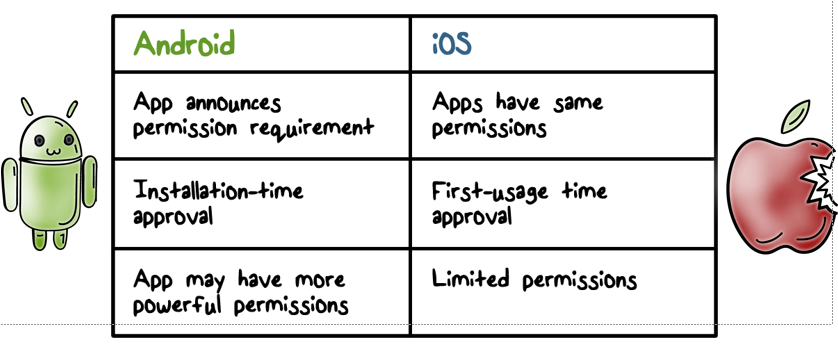 Android
iOS
App announces
permission requirement
Apps have same
permissions
Installation-time
approval
First-usage time
approval
App may have more
powerful permissions
Limited permissions